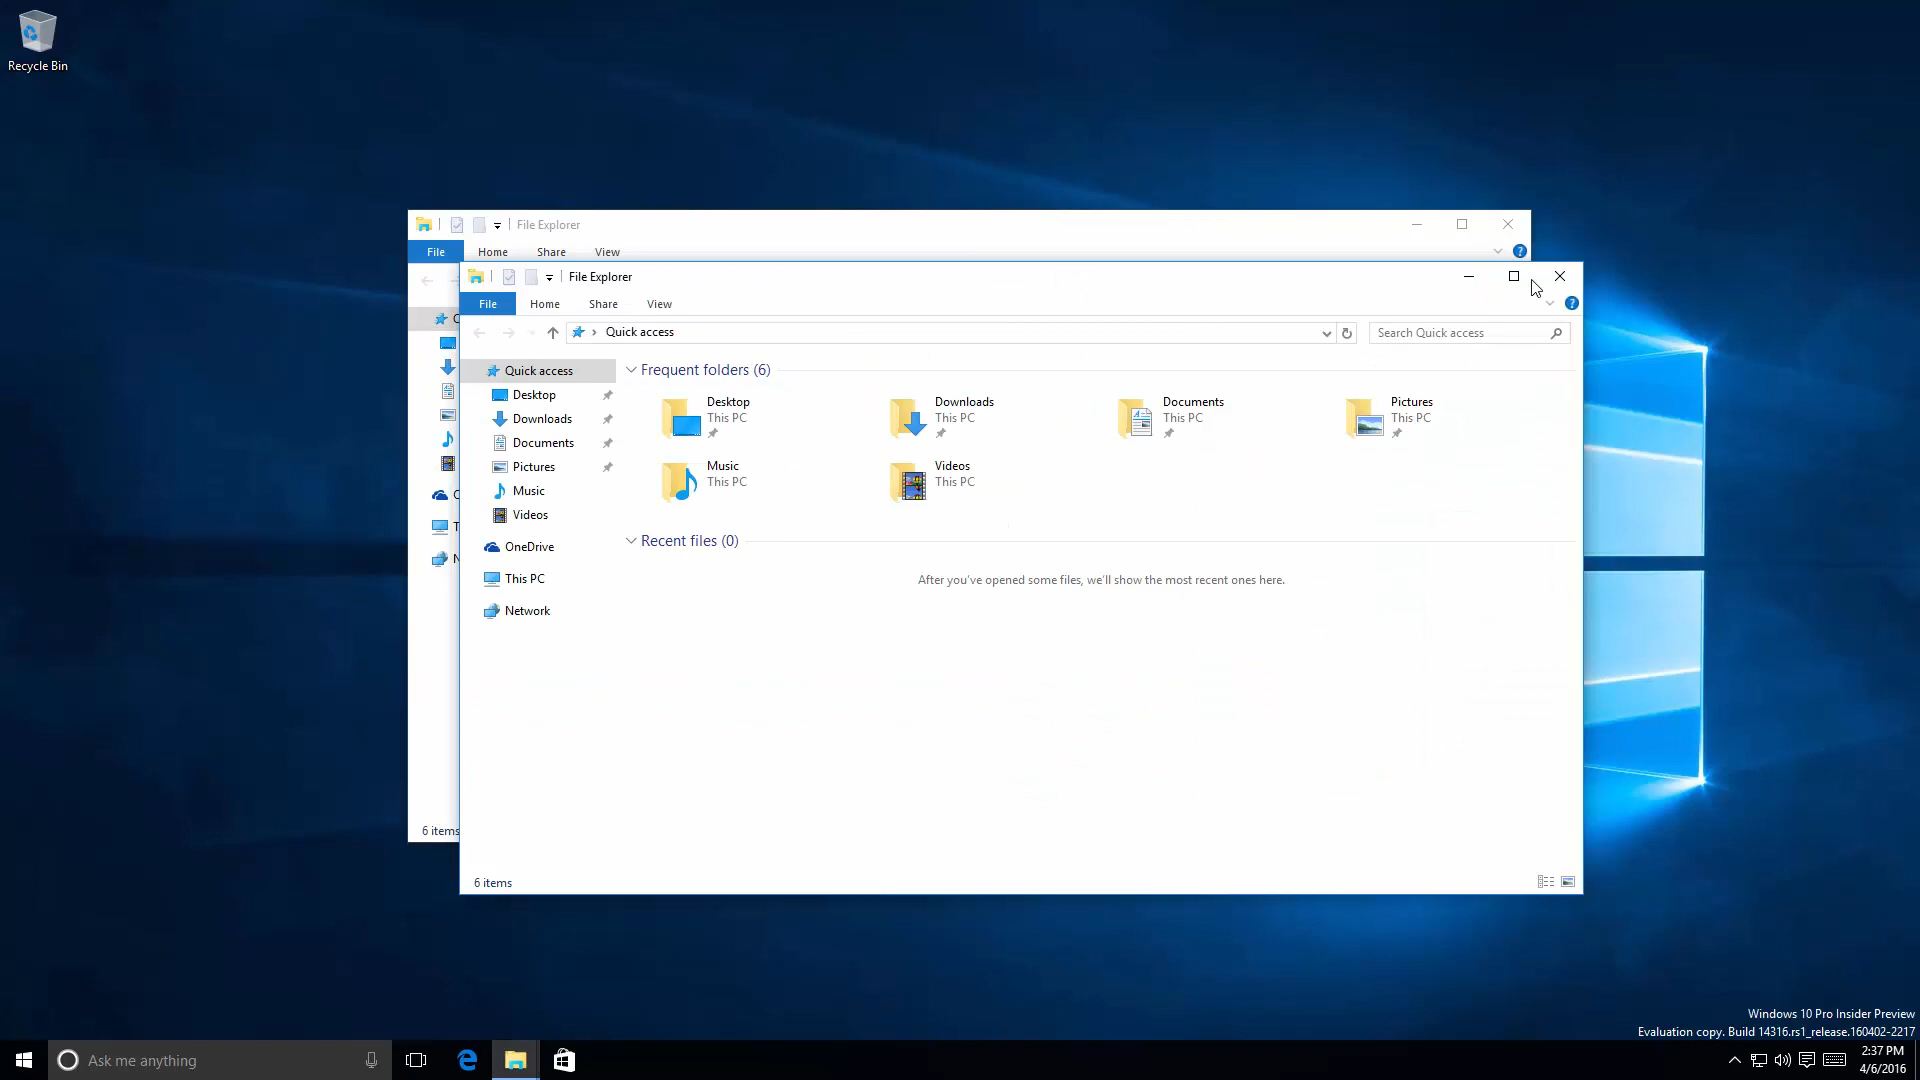 Recycle Bin
File Explorer
File Home Share View
File Explorer
File Home Share View
Quick access
Search Quick access
Quick access
Desktop
Downloads
Documents
Pictures
Music
Videos
OneDrive
This PC
Network
Frequent folders (6)
Desktop
This PC
Downloads
This PC
Documents
This PC
Pictures
This PC
Music
This PC
Videos
This PC
Recent files (0)
After you've opened some files, we'll show the most recent ones here.
6 items
6 items
Windows 10 Pro Insider Preview
Evaluation copy. Build 14316.rs1_release.160402-2217
Ask me anything
2:37 PM
4/6/2016